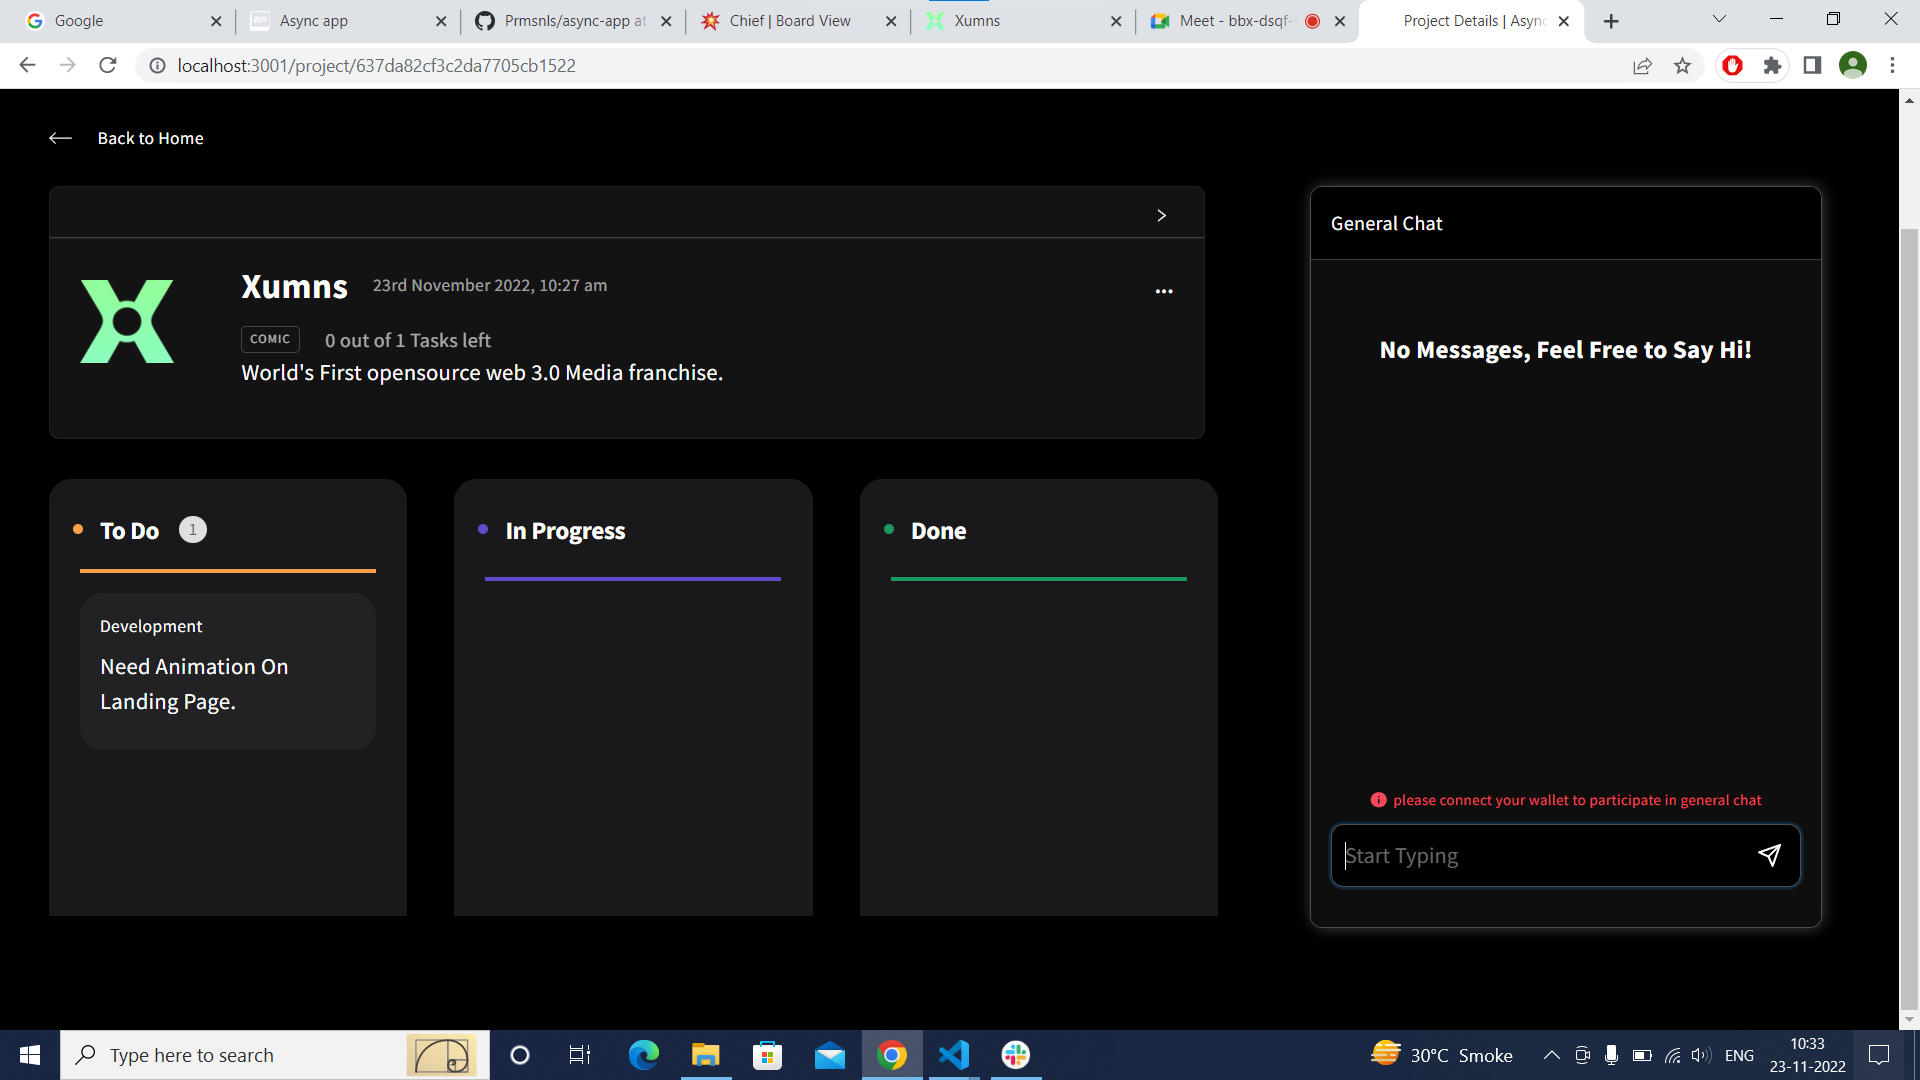 Google
Async app
Prmsnls/async-app at
Chief | Board View
Xumns
Meet - bbx-dsqf-
Project Details | Async
localhost:3001/project/637da82cf3c2da7705cb1522
Back to Home
Xumns
23rd November 2022, 10:27 am
COMIC
0 out of 1 Tasks left
World's First opensource web 3.0 Media franchise.
To Do
1
In Progress
Done
Development
Need Animation On
Landing Page.
General Chat
No Messages, Feel Free to Say Hi!
please connect your wallet to participate in general chat
Start Typing
Type here to search
30°C Smoke
ENG
10:33
23-11-2022